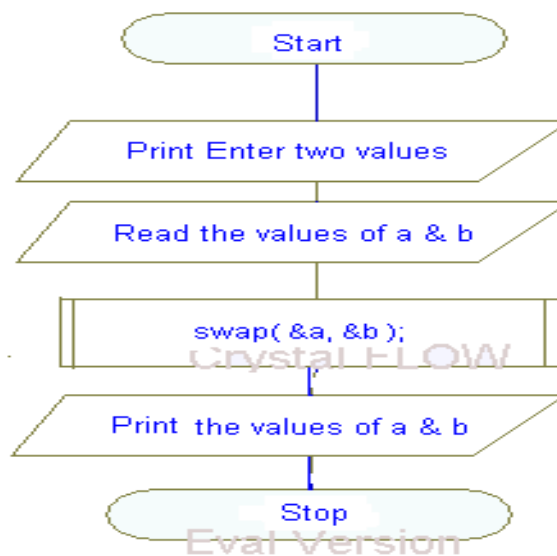 Start
Print Enter two values
Read the values of a & b
swap( &a, &b );
Crystal FLOW
Print the values of a & b
Stop
Eval Version